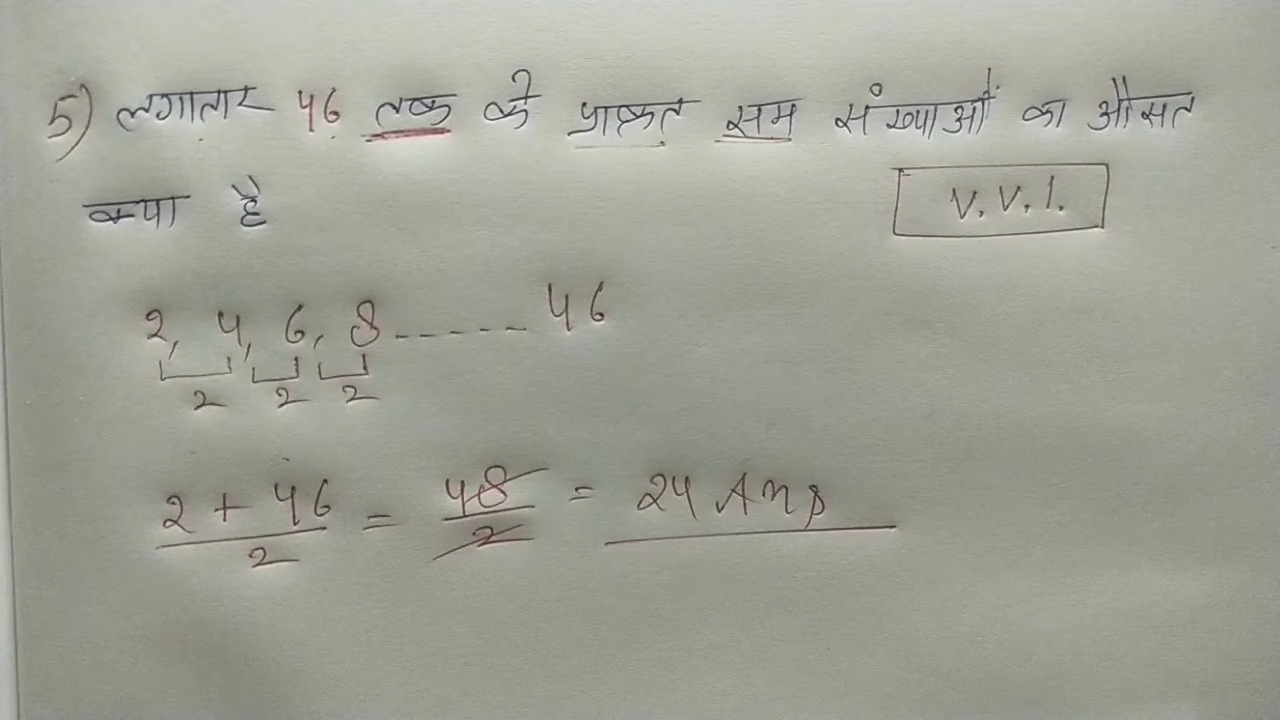 5) लगातार 46 तक के प्राकृत सम संख्याओं का औसत
क्या है
V.V.I.
2, 4, 6, 8 ------ 46
2 2 2
2 + 46 / 2 = 48 / 2 = 24 Ans